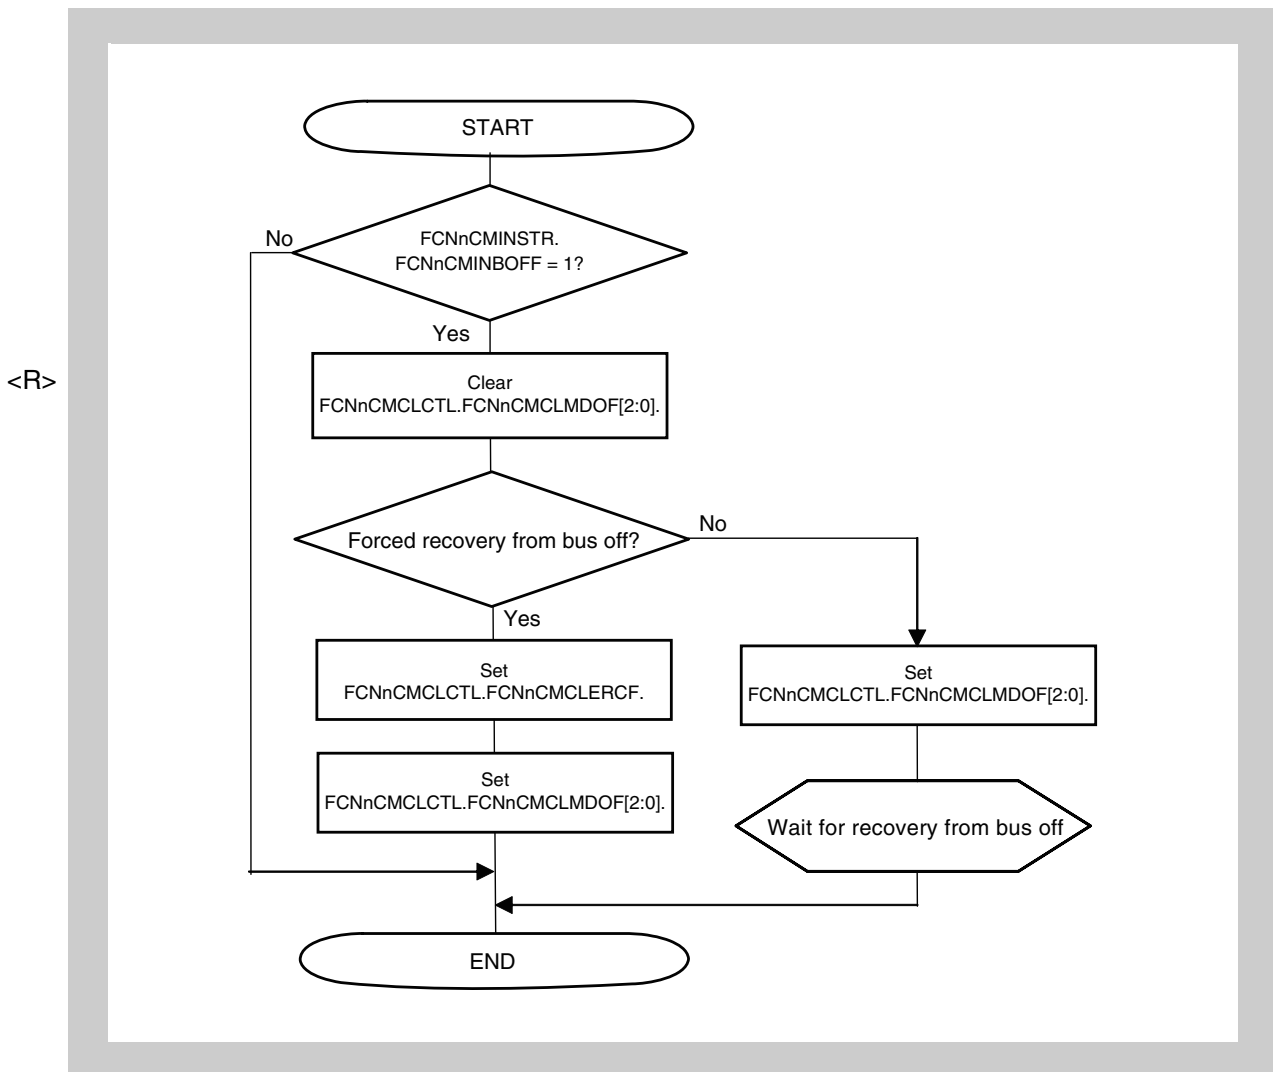 START
No
FCNnCMINSTR.
FCNnCMINBOFF = 1?
Yes
<R>
Clear
FCNnCMCLCTL.FCNnCMCLMDOF[2:0].
Forced recovery from bus off?
No
Yes
Set
FCNnCMCLCTL.FCNnCMCLERCF.
Set
FCNnCMCLCTL.FCNnCMCLMDOF[2:0].
Set
FCNnCMCLCTL.FCNnCMCLMDOF[2:0].
Wait for recovery from bus off
END